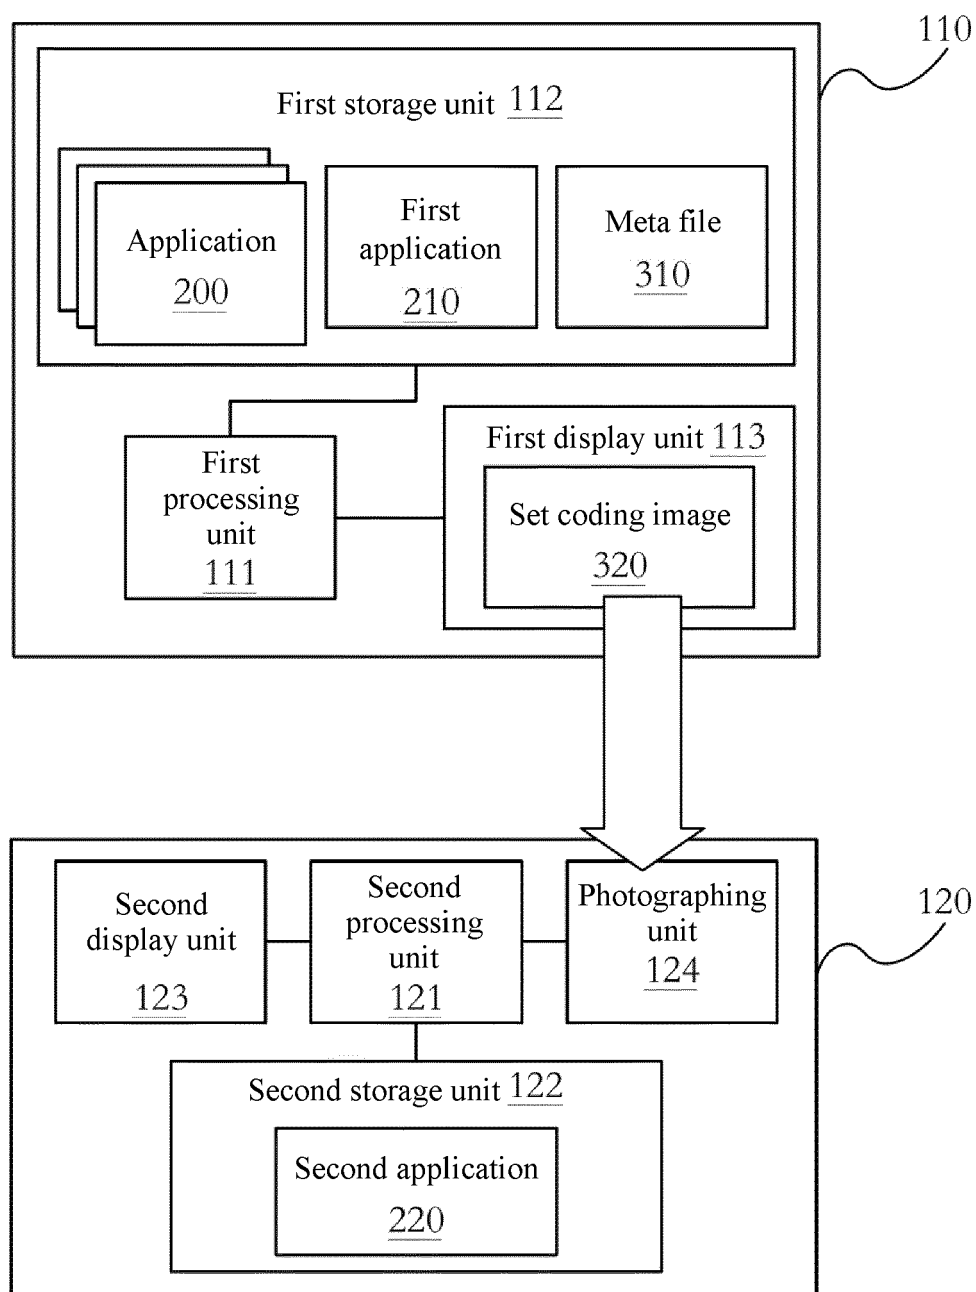 110
First storage unit 112
Application
200
First
application
210
Meta file
310
First
processing
unit
111
First display unit 113
Set coding image
320
120
Second
display unit
123
Second
processing
unit
121
Photographing
unit
124
Second storage unit 122
Second application
220